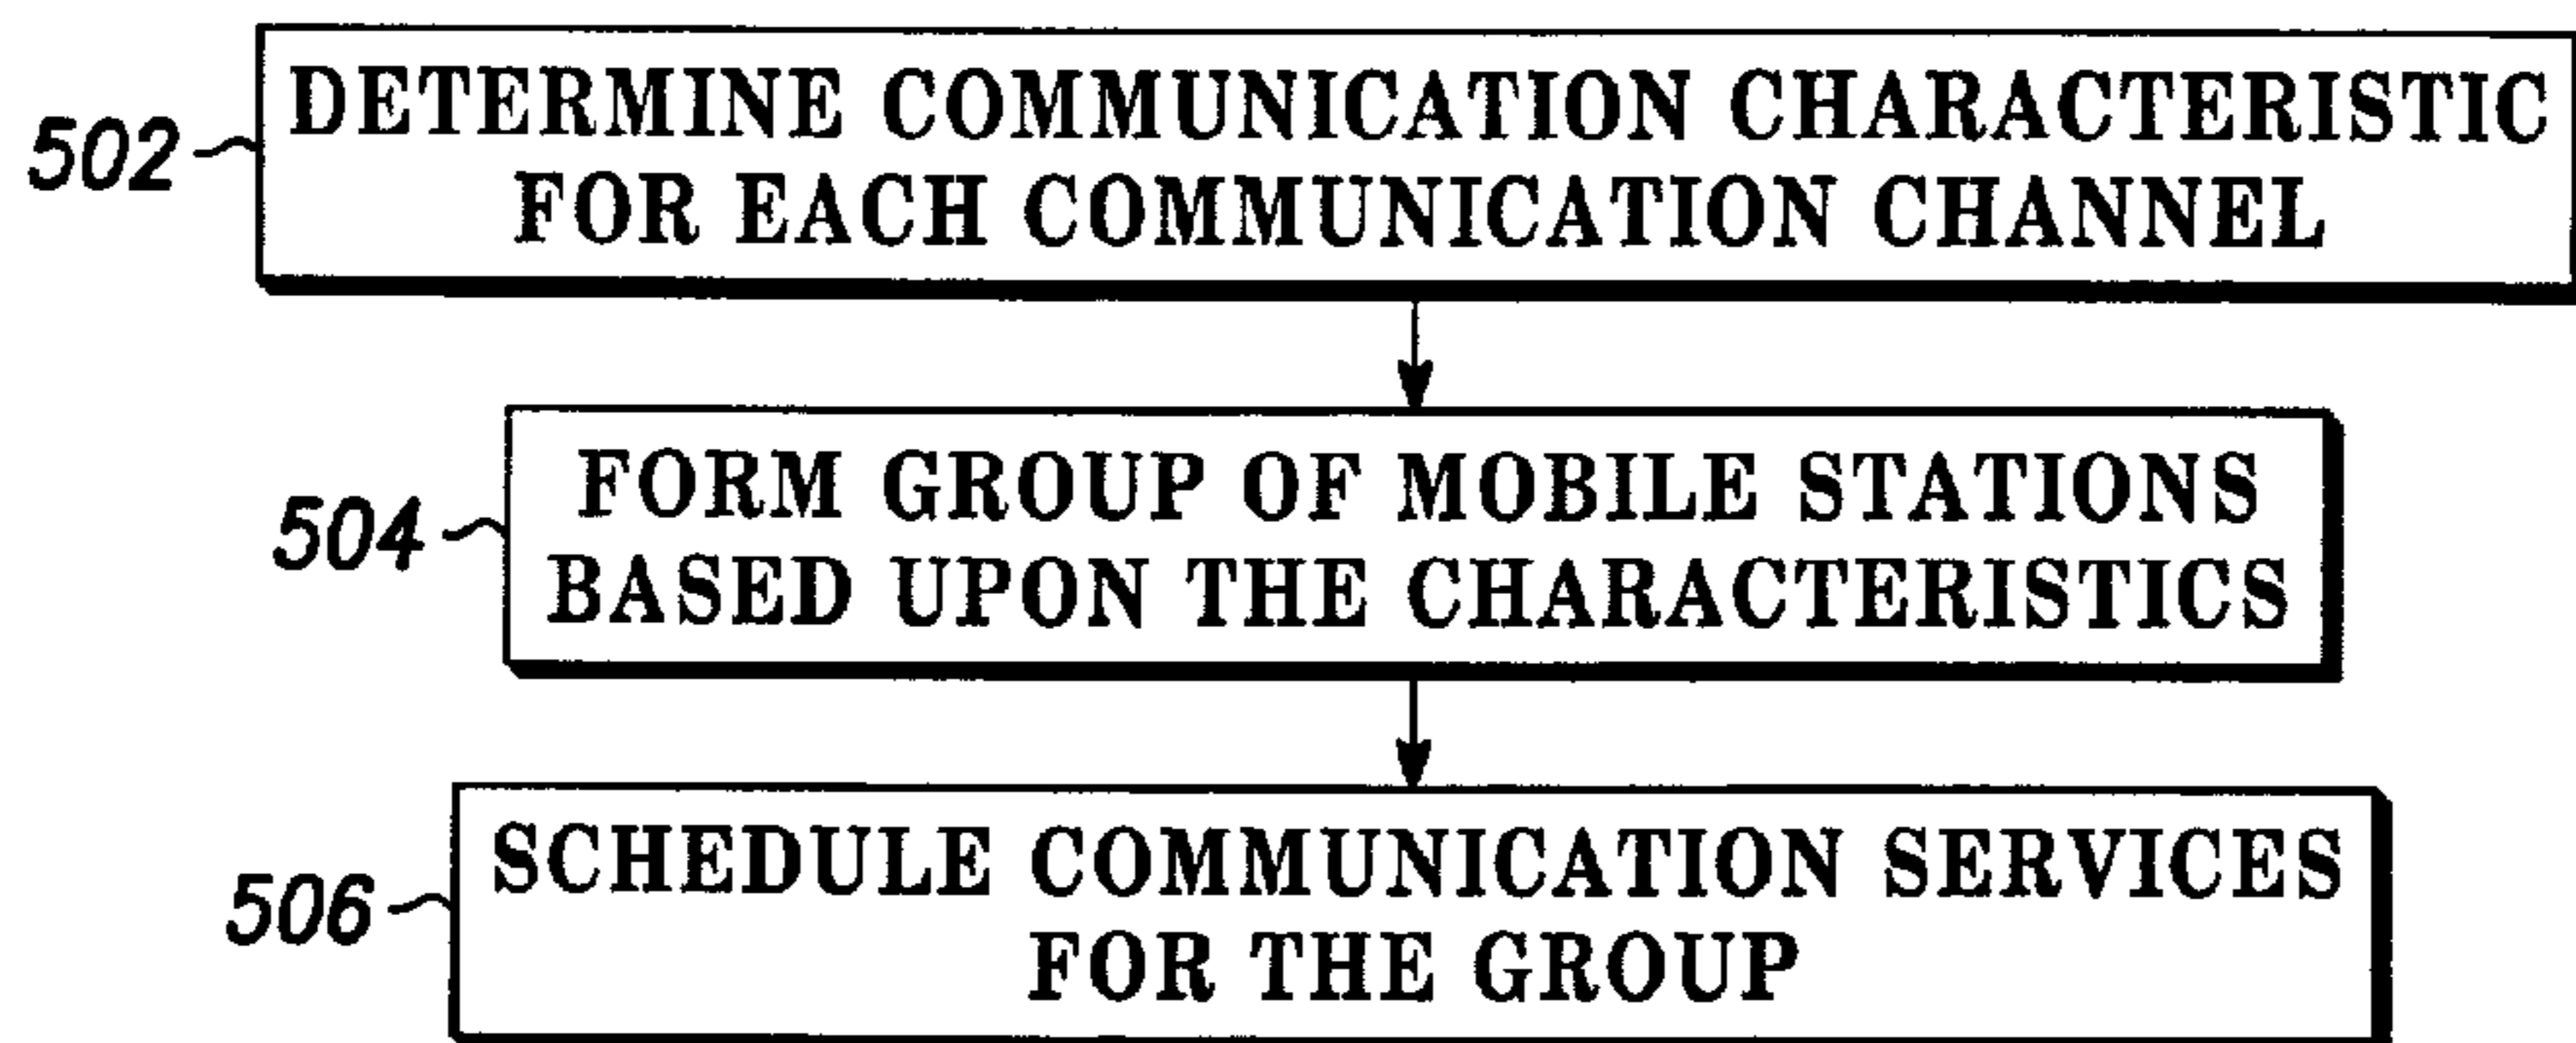 502
DETERMINE COMMUNICATION CHARACTERISTIC
FOR EACH COMMUNICATION CHANNEL
504
FORM GROUP OF MOBILE STATIONS
BASED UPON THE CHARACTERISTICS
506
SCHEDULE COMMUNICATION SERVICES
FOR THE GROUP